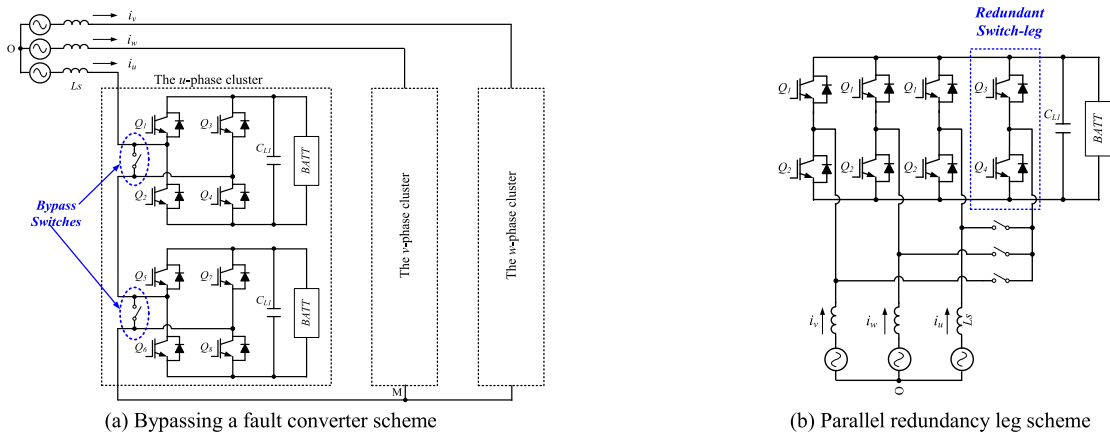 i_v
i_w
O
i_u
Ls
The u-phase cluster
Q1
Q3
C_L1
BATT
Q2
Q4
Bypass
Switches
Q5
Q7
C_L1
BATT
Q6
Q8
The v-phase cluster
The w-phase cluster
M
(a) Bypassing a fault converter scheme
Redundant
Switch-leg
Q1
Q1
Q1
Q3
C_L1
BATT
Q2
Q2
Q2
Q4
i_v
i_w
i_u
Ls
O
(b) Parallel redundancy leg scheme